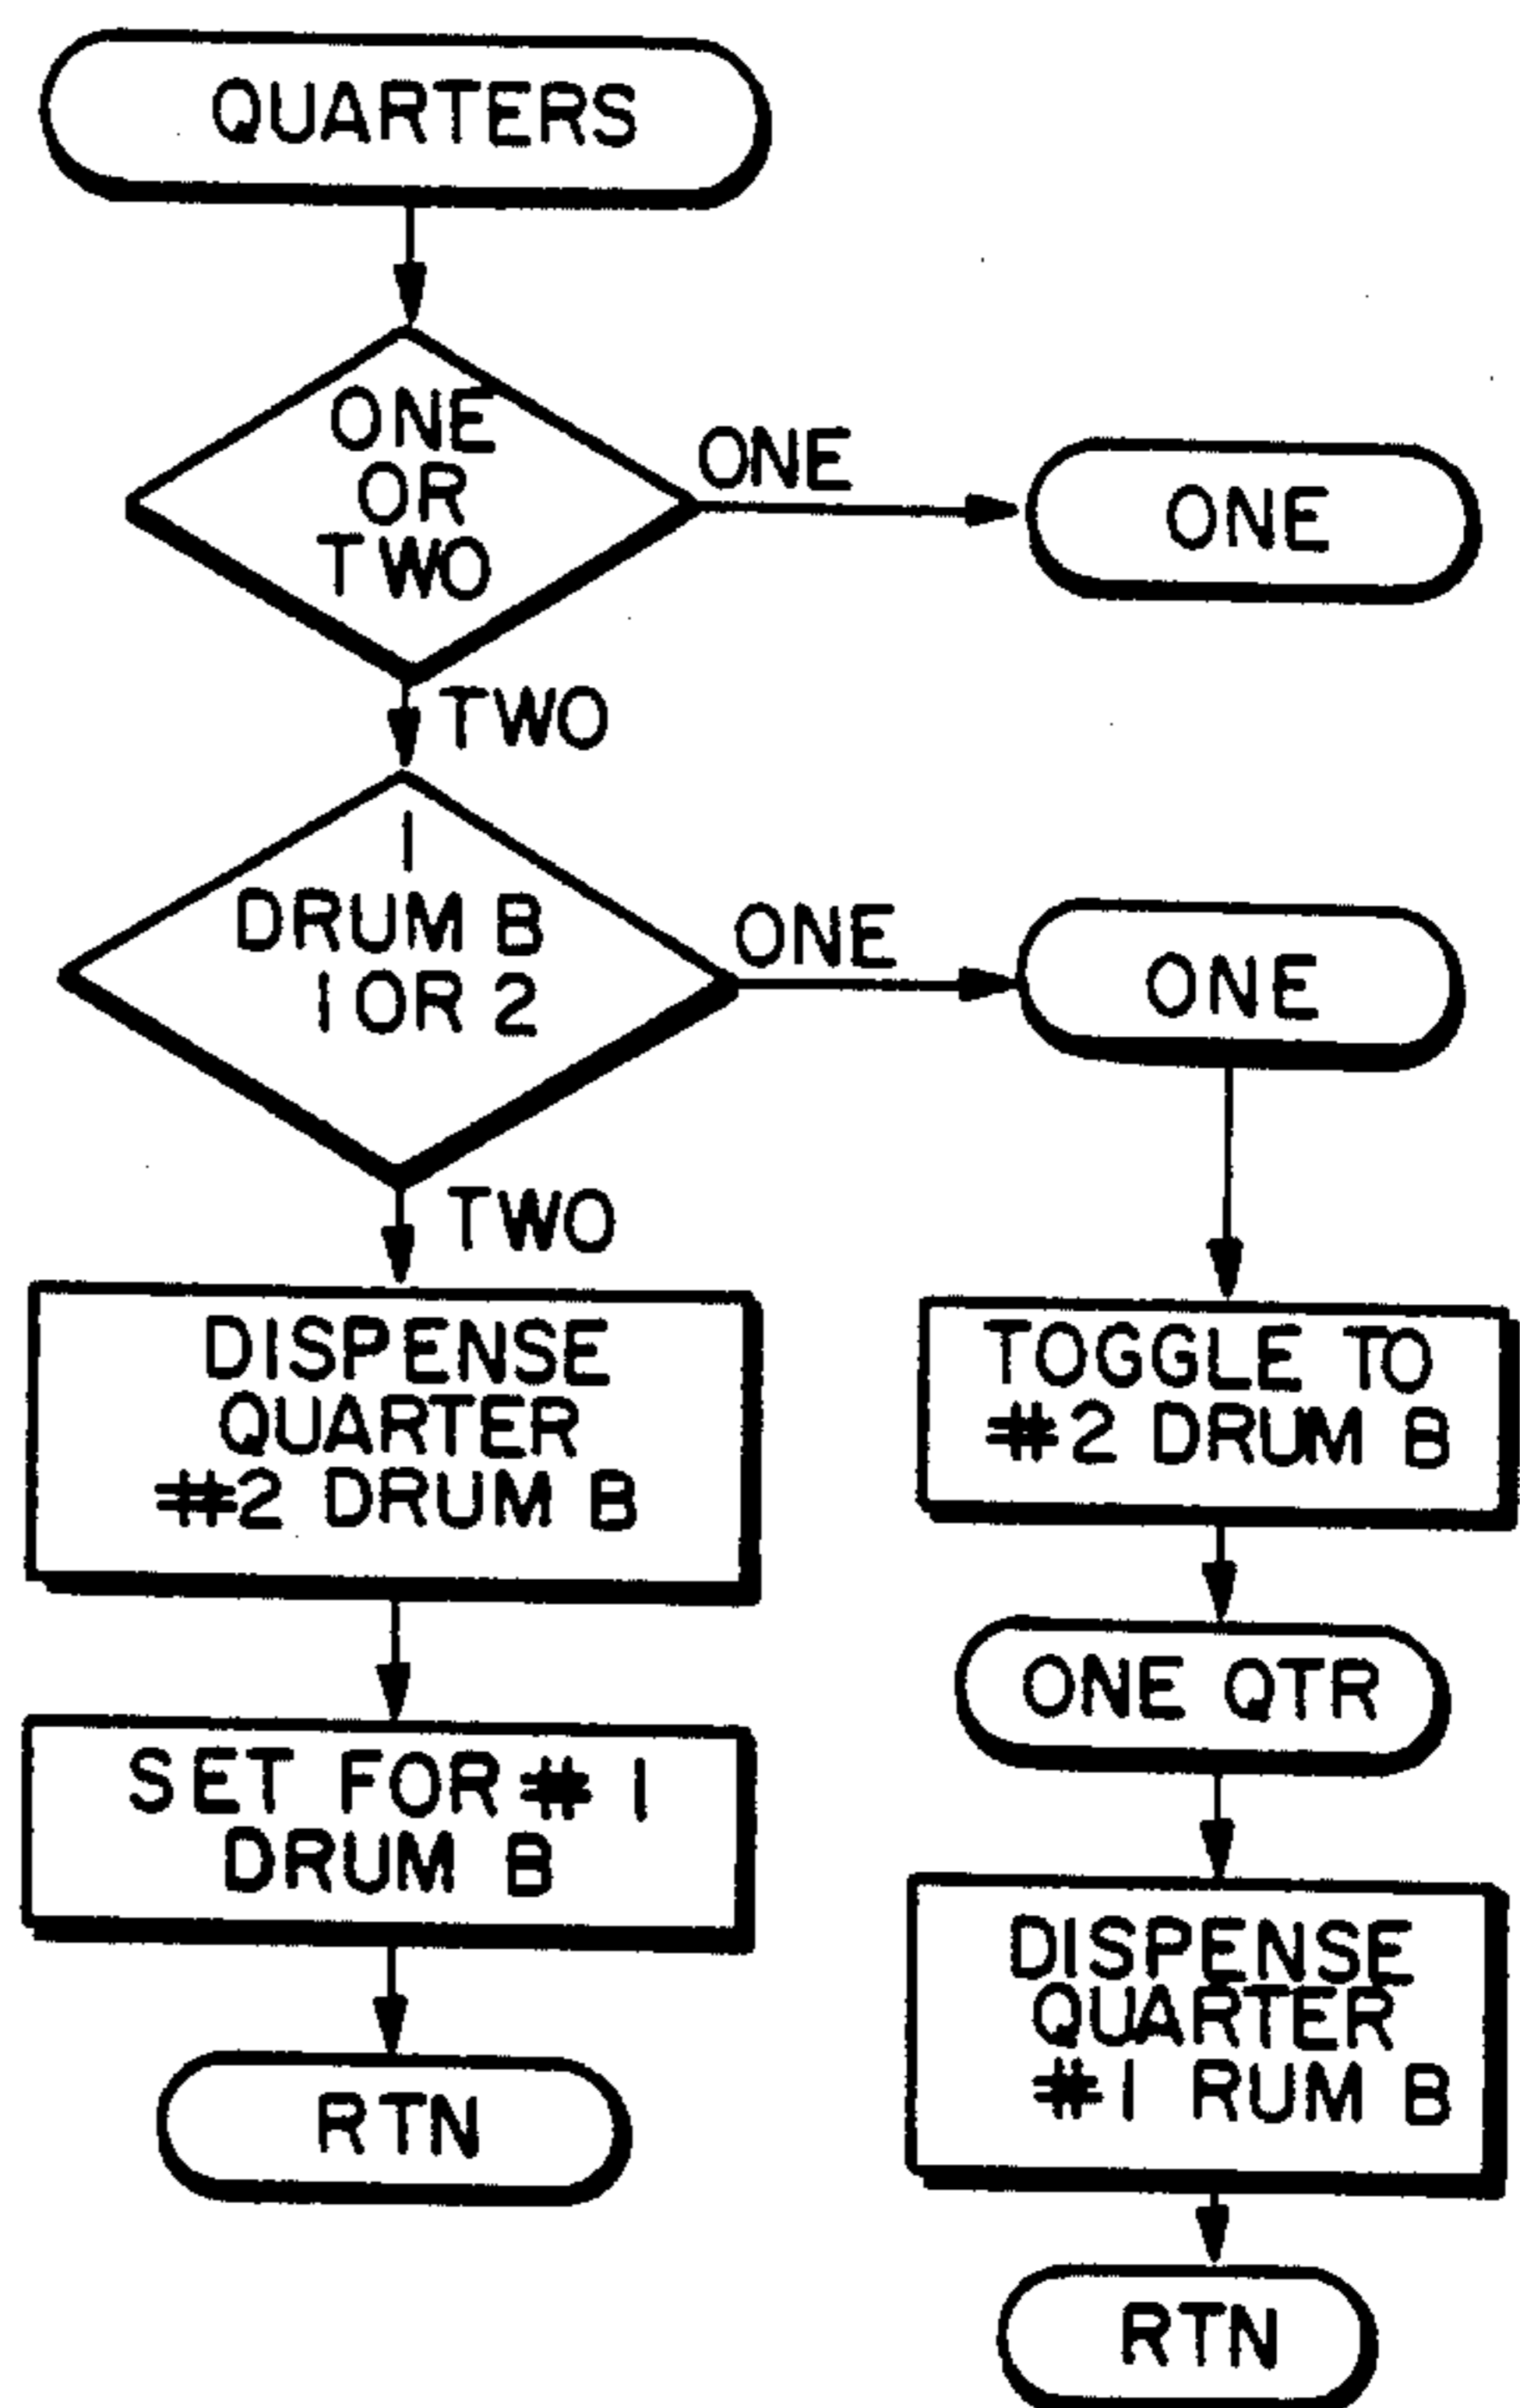 QUARTERS
ONE
OR
TWO
ONE
ONE
TWO
1
DRUM B
1 OR 2
ONE
ONE
TWO
DISPENSE
QUARTER
#2 DRUM B
SET FOR # 1
DRUM B
RTN
TOGGLE TO
#2 DRUM B
ONE QTR
DISPENSE
QUARTER
#1 RUM B
RTN